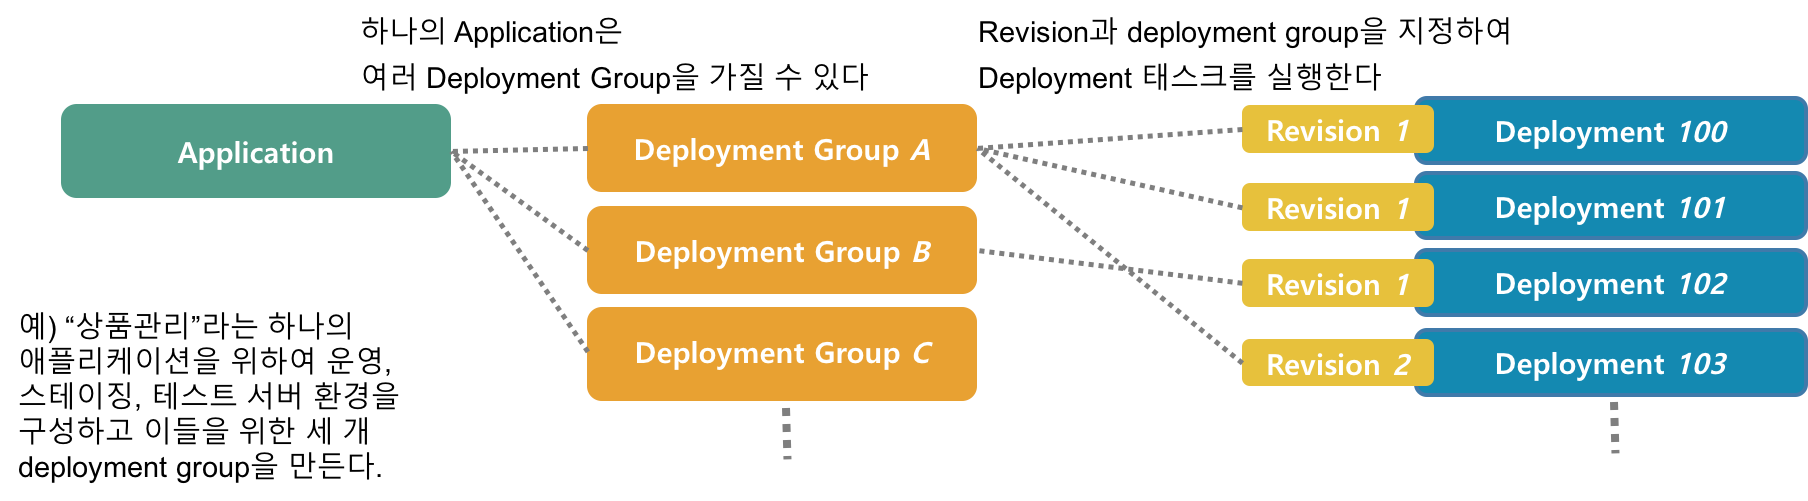 하나의 Application은
여러 Deployment Group을 가질 수 있다
Revision과 deployment group을 지정하여
Deployment 태스크를 실행한다
Application
Deployment Group A
Deployment Group B
Deployment Group C
Revision 1
Deployment 100
Revision 1
Deployment 101
Revision 1
Deployment 102
Revision 2
Deployment 103
예) “상품관리”라는 하나의
애플리케이션을 위하여 운영,
스테이징, 테스트 서버 환경을
구성하고 이들을 위한 세 개
deployment group을 만든다.